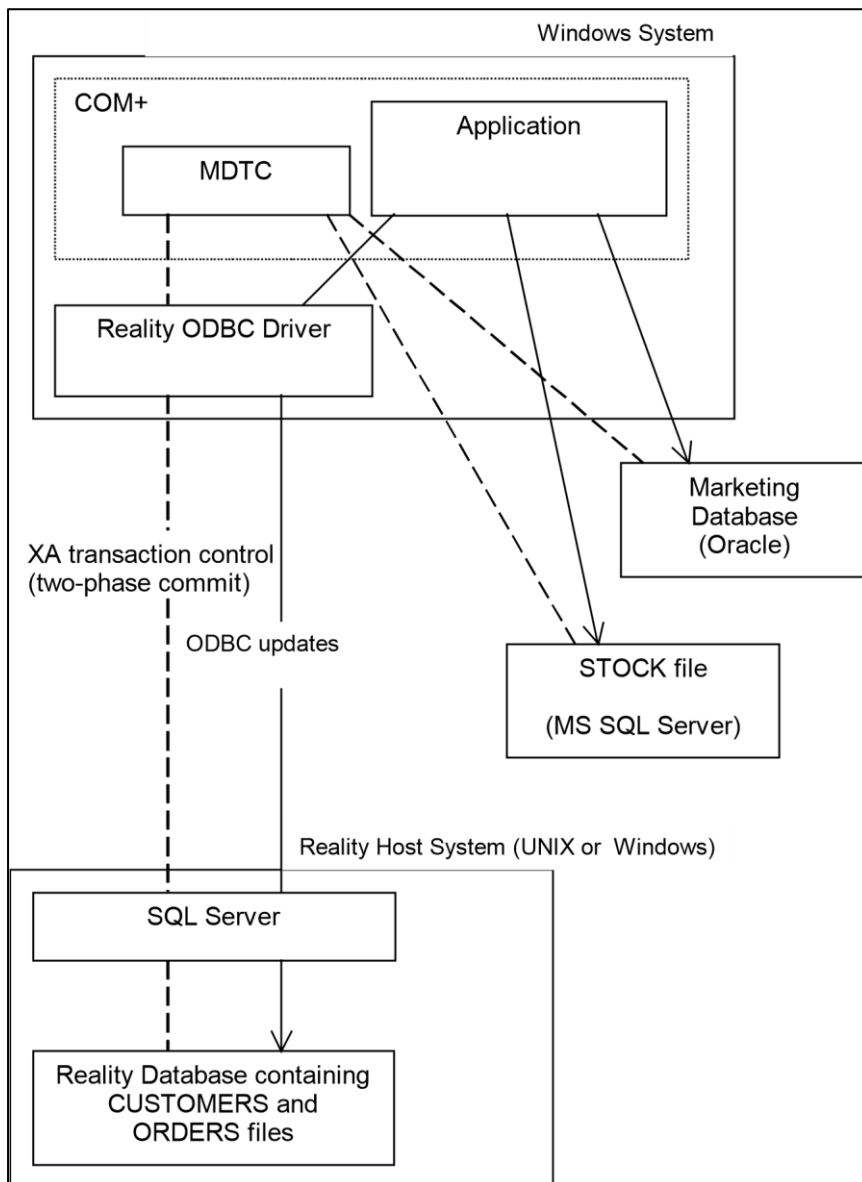 Windows System
COM+
Application
MDTC
Reality ODBC Driver
Marketing
Database
(Oracle)
XA transaction control
(two-phase commit)
ODBC updates
STOCK file
(MS SQL Server)
Reality Host System (UNIX or Windows)
SQL Server
Reality Database containing
CUSTOMERS and
ORDERS files